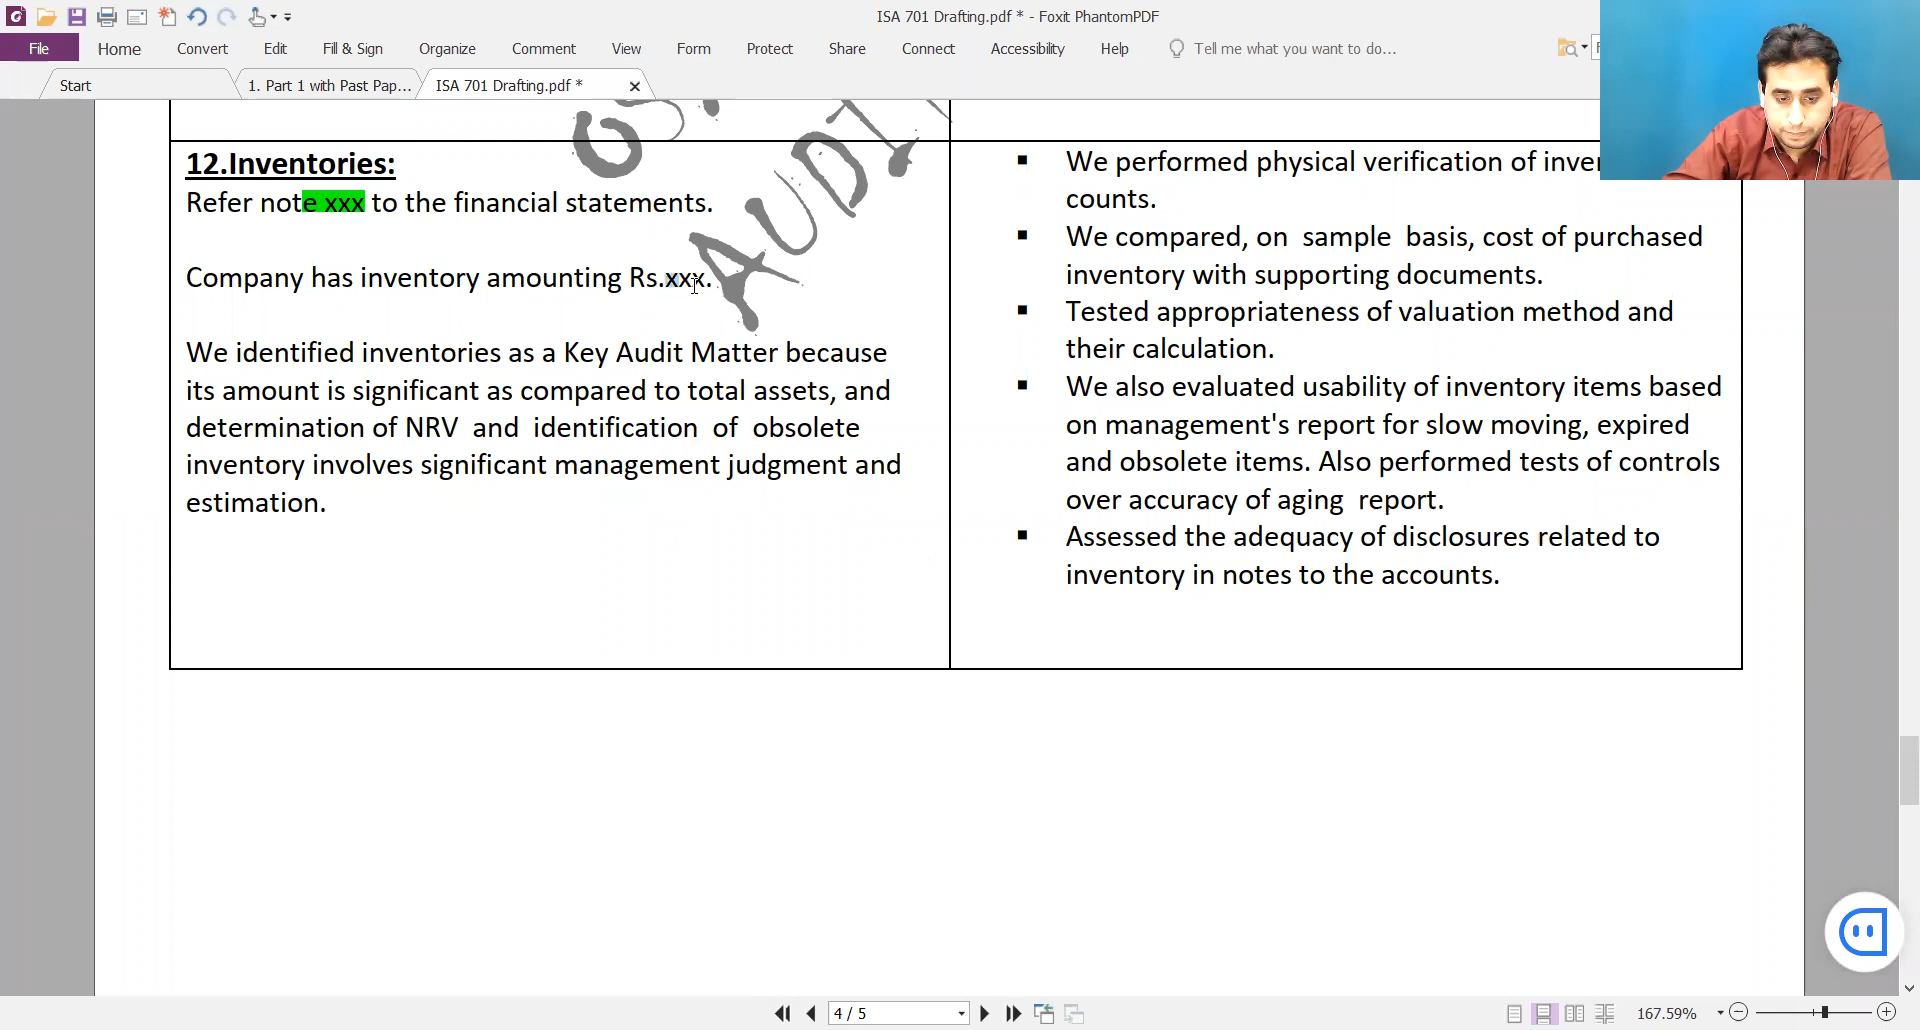 ISA 701 Drafting.pdf * - Foxit PhantomPDF
File Home Convert Edit Fill & Sign Organize Comment View Form Protect Share Connect Accessibility Help Tell me what you want to do...
Start 1. Part 1 with Past Pap... ISA 701 Drafting.pdf *
AUDI
12.Inventories:
Refer note xxx to the financial statements.
Company has inventory amounting Rs.xxx.
We identified inventories as a Key Audit Matter because
its amount is significant as compared to total assets, and
determination of NRV and identification of obsolete
inventory involves significant management judgment and
estimation.
▪ We performed physical verification of
counts.
▪ We compared, on sample basis, cost of purchased
inventory with supporting documents.
▪ Tested appropriateness of valuation method and
their calculation.
▪ We also evaluated usability of inventory items based
on management's report for slow moving, expired
and obsolete items. Also performed tests of controls
over accuracy of aging report.
▪ Assessed the adequacy of disclosures related to
inventory in notes to the accounts.
4 / 5
167.59%